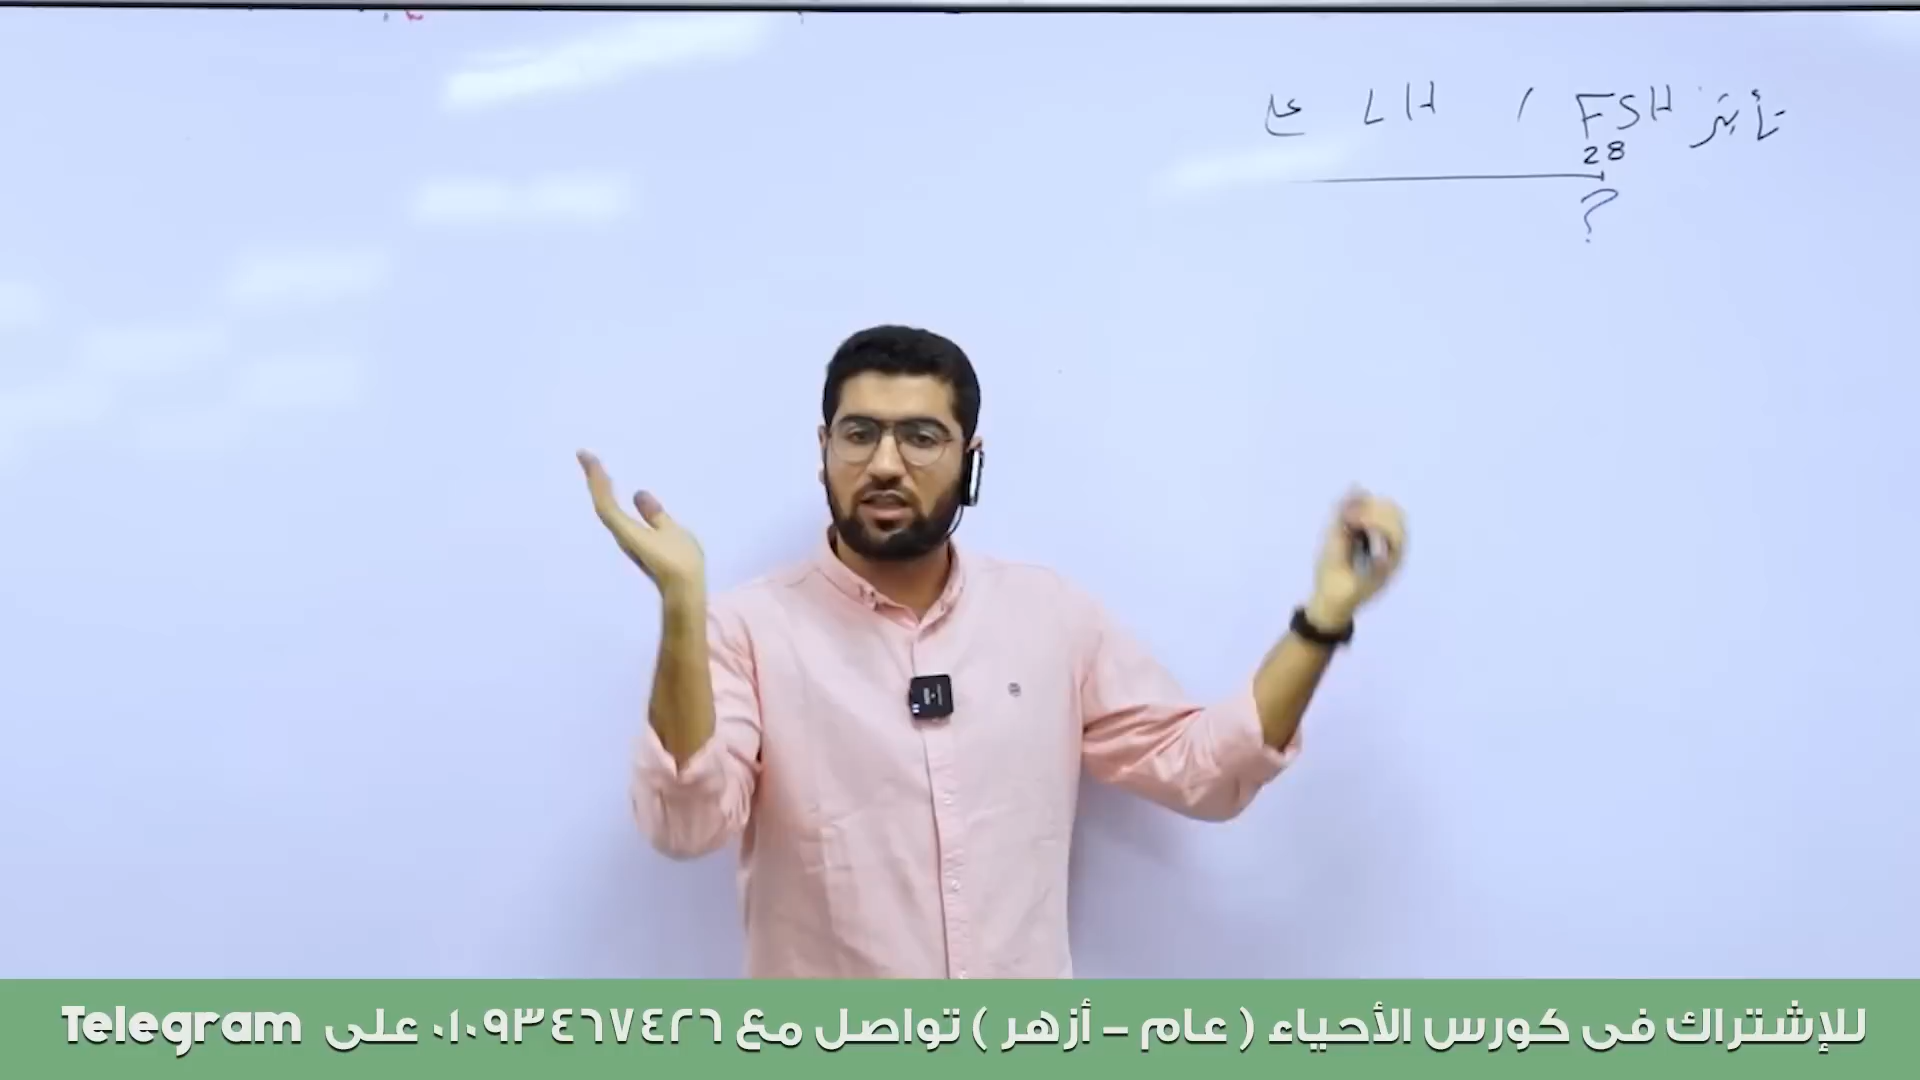 تأثير FSH / LH على
28
?
للإشتراك فى كورس الأحياء ( عام - أزهر ) تواصل مع ٠١٠٩٣٤٦٧٤٢٦ على Telegram